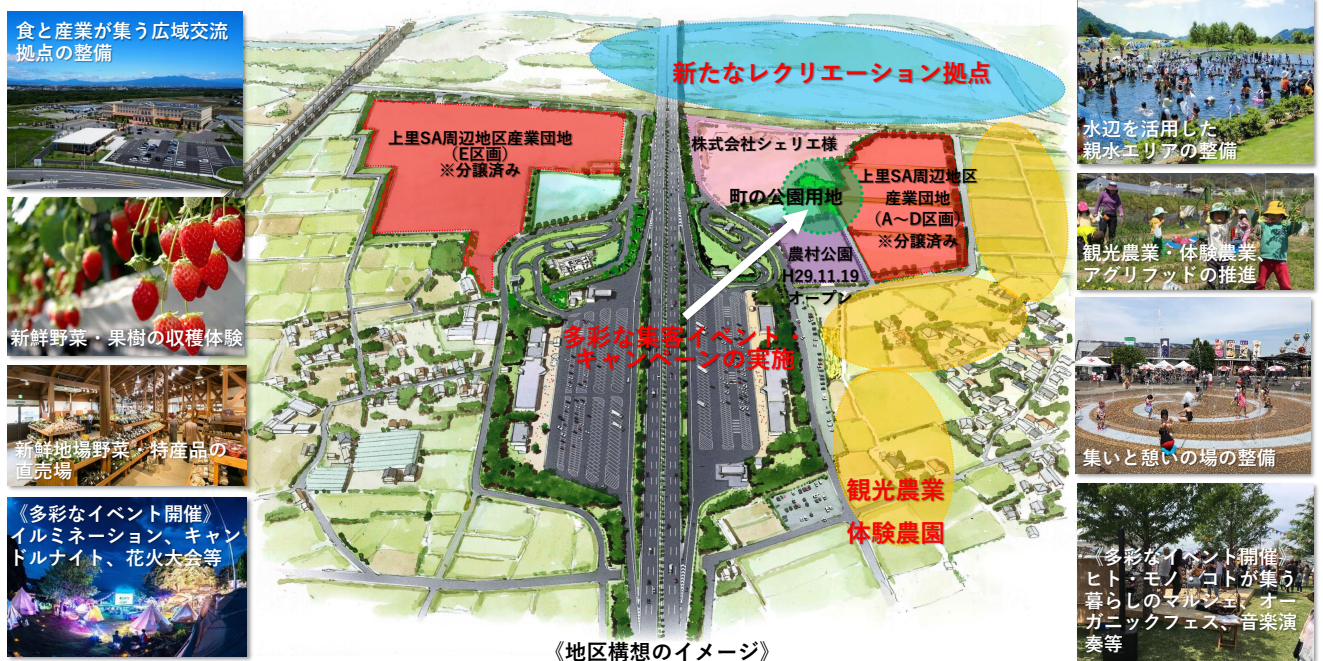 食と産業が集う広域交流
拠点の整備
新鮮野菜・果樹の収穫体験
新鮮地場野菜・特産品の
直売場
《多彩なイベント開催》
イルミネーション、キャン
ドルナイト、花火大会等
新たなレクリエーション拠点
上里SA周辺地区産業団地
（E区画）
※分譲済み
株式会社シェリエ様
町の公園用地
上里SA周辺地区
産業団地
（A～D区画）
※分譲済み
農村公園
H29.11.19
オープン
多彩な集客イベント・
キャンペーンの実施
観光農業
体験農園
《地区構想のイメージ》
水辺を活用した
親水エリアの整備
観光農業・体験農業、
アグリフッドの推進
集いと憩いの場の整備
《多彩なイベント開催》
ヒト・モノ・コトが集う
暮らしのマルシェ、オー
ガニックフェス、音楽演
奏等